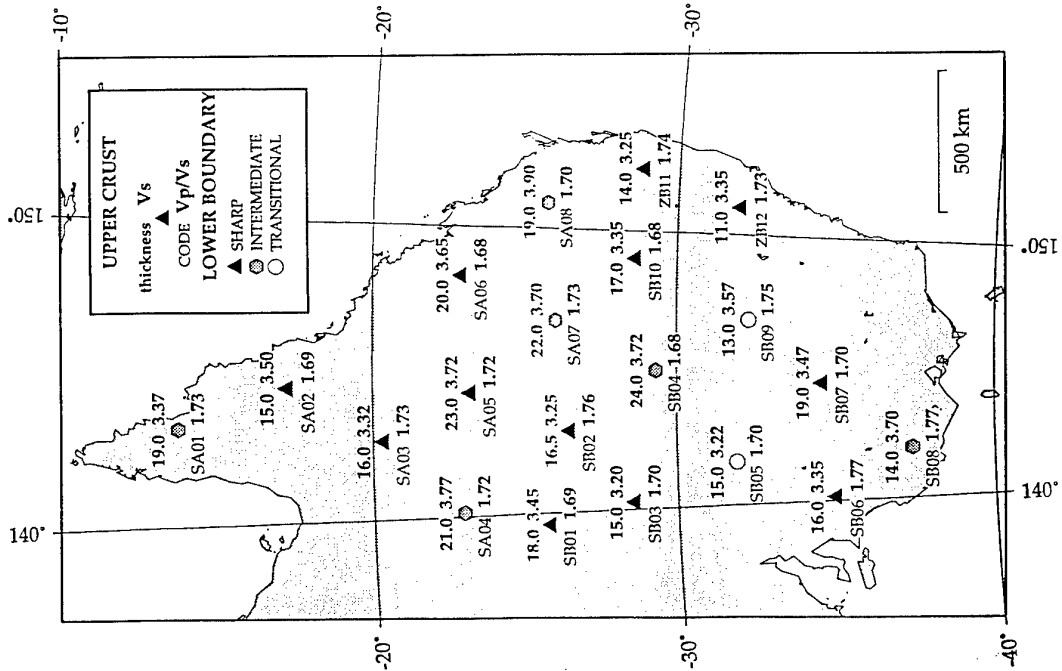 -10°
-20°
-30°
UPPER CRUST
thickness Vs
CODE Vp/Vs
LOWER BOUNDARY
SHARP
INTERMEDIATE
TRANSITIONAL
150°
140°
19.0 3.37
SA01 1.73
15.0 3.50
SA02 1.69
16.0 3.32
SA03 1.73
21.0 3.77
SA04 1.72
23.0 3.72
SA05 1.72
20.0 3.65
SA06 1.68
22.0 3.70
SA07 1.73
19.0 3.90
SA08 1.70
18.0 3.45
SB01 1.69
16.5 3.25
SB02 1.76
15.0 3.20
SB03 1.70
24.0 3.72
SB04 1.68
17.0 3.35
SB10 1.68
14.0 3.25
ZB11 1.74
15.0 3.22
SB05 1.70
13.0 3.57
SB09 1.75
11.0 3.35
ZB12 1.73
16.0 3.35
SB06 1.77
19.0 3.47
SB07 1.70
14.0 3.70
SB08 1.77
500 km
150°
140°
-20°
-30°
-40°